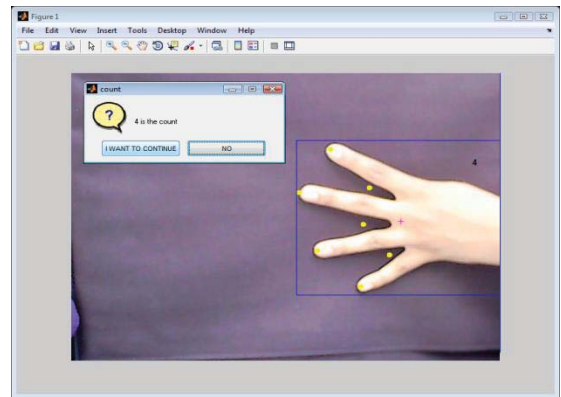 Figure 1
File Edit View Insert Tools Desktop Window Help
count
? 4 is the count
I WANT TO CONTINUE NO
4